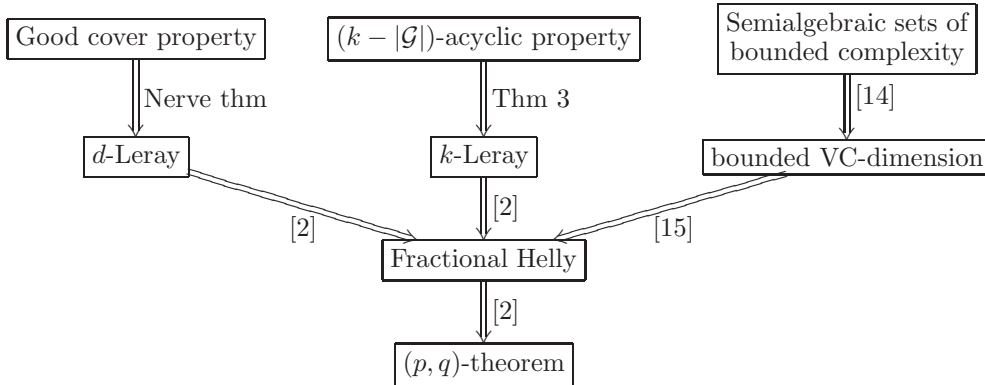 Good cover property
(k − |𝒢|)-acyclic property
Semialgebraic sets of
bounded complexity
Nerve thm
Thm 3
[14]
d-Leray
k-Leray
bounded VC-dimension
[2]
[2]
[15]
Fractional Helly
[2]
(p, q)-theorem